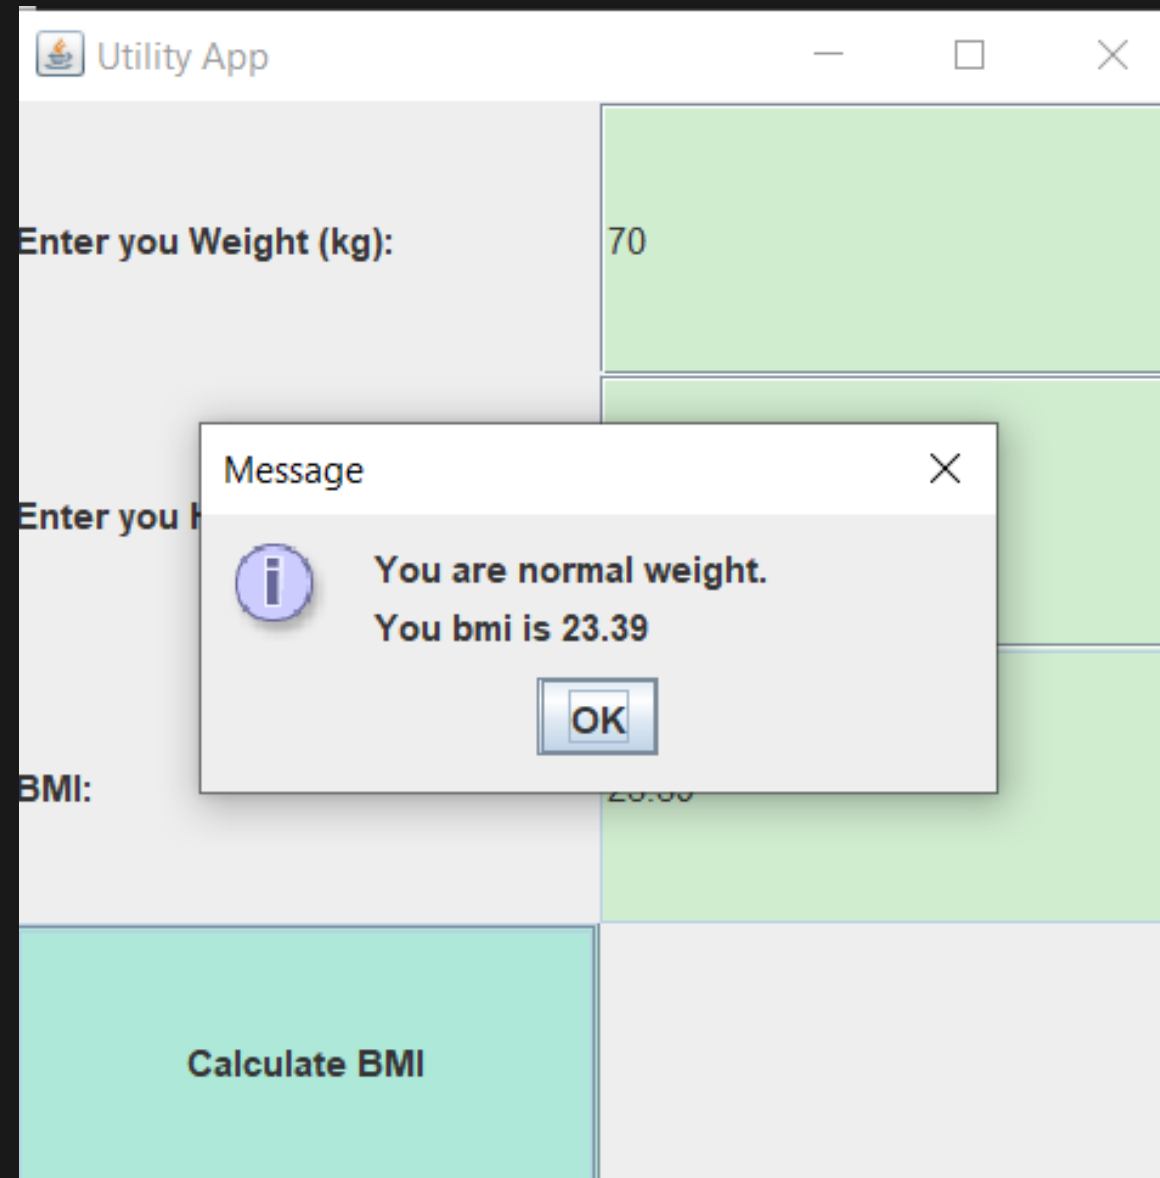 Utility App
Enter you Weight (kg):
70
Message
Enter you
You are normal weight.
You bmi is 23.39
OK
BMI:
Calculate BMI